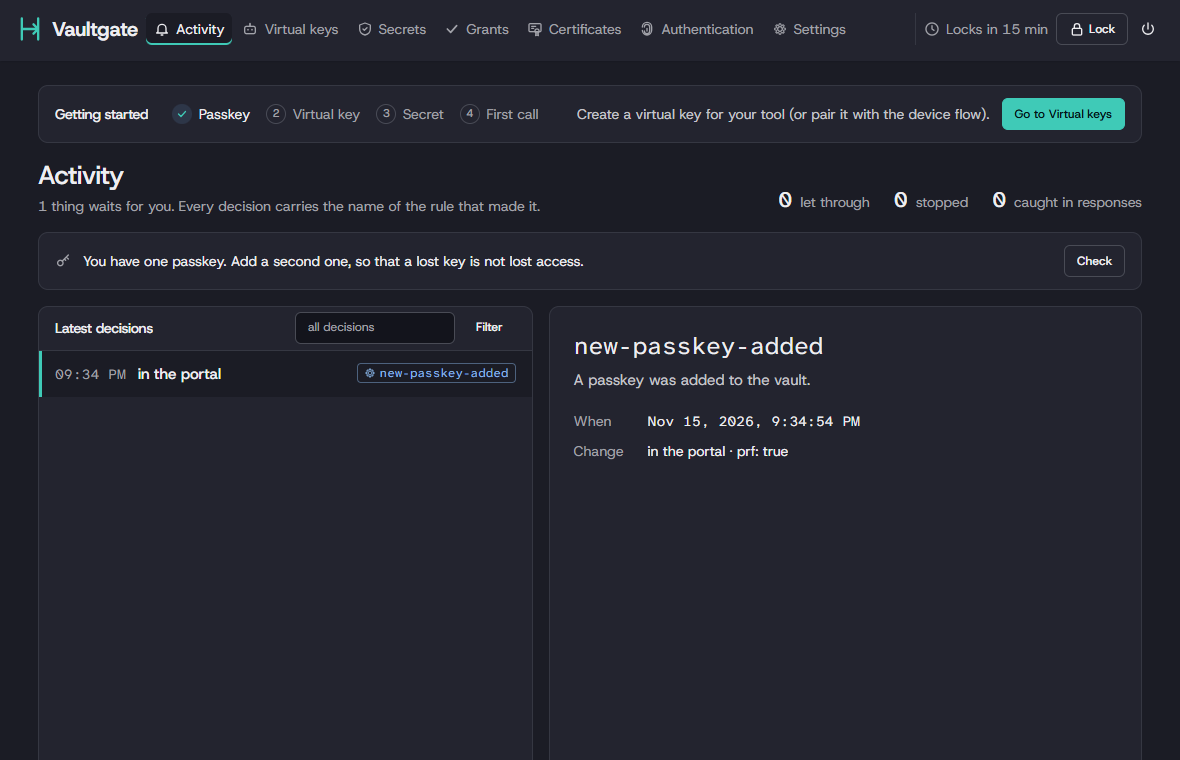 Vaultgate Activity Virtual keys Secrets Grants Certificates Authentication Settings Locks in 15 min Lock
Getting started Passkey 2 Virtual key 3 Secret 4 First call Create a virtual key for your tool (or pair it with the device flow). Go to Virtual keys
Activity
1 thing waits for you. Every decision carries the name of the rule that made it.
0 let through 0 stopped 0 caught in responses
You have one passkey. Add a second one, so that a lost key is not lost access. Check
Latest decisions all decisions Filter
09:34 PM in the portal new-passkey-added
new-passkey-added
A passkey was added to the vault.
When Nov 15, 2026, 9:34:54 PM
Change in the portal · prf: true